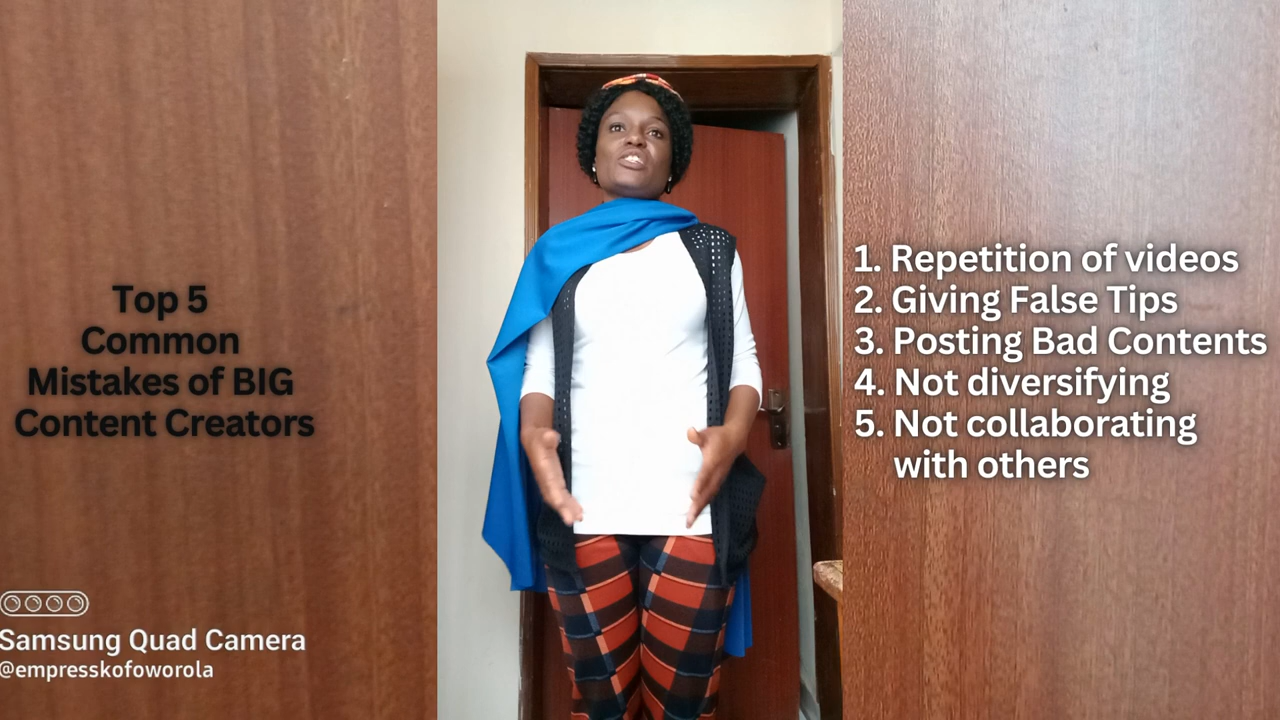 Top 5
Common
Mistakes of BIG
Content Creators
Samsung Quad Camera
@empresskofoworola
1. Repetition of videos
2. Giving False Tips
3. Posting Bad Contents
4. Not diversifying
5. Not collaborating
with others